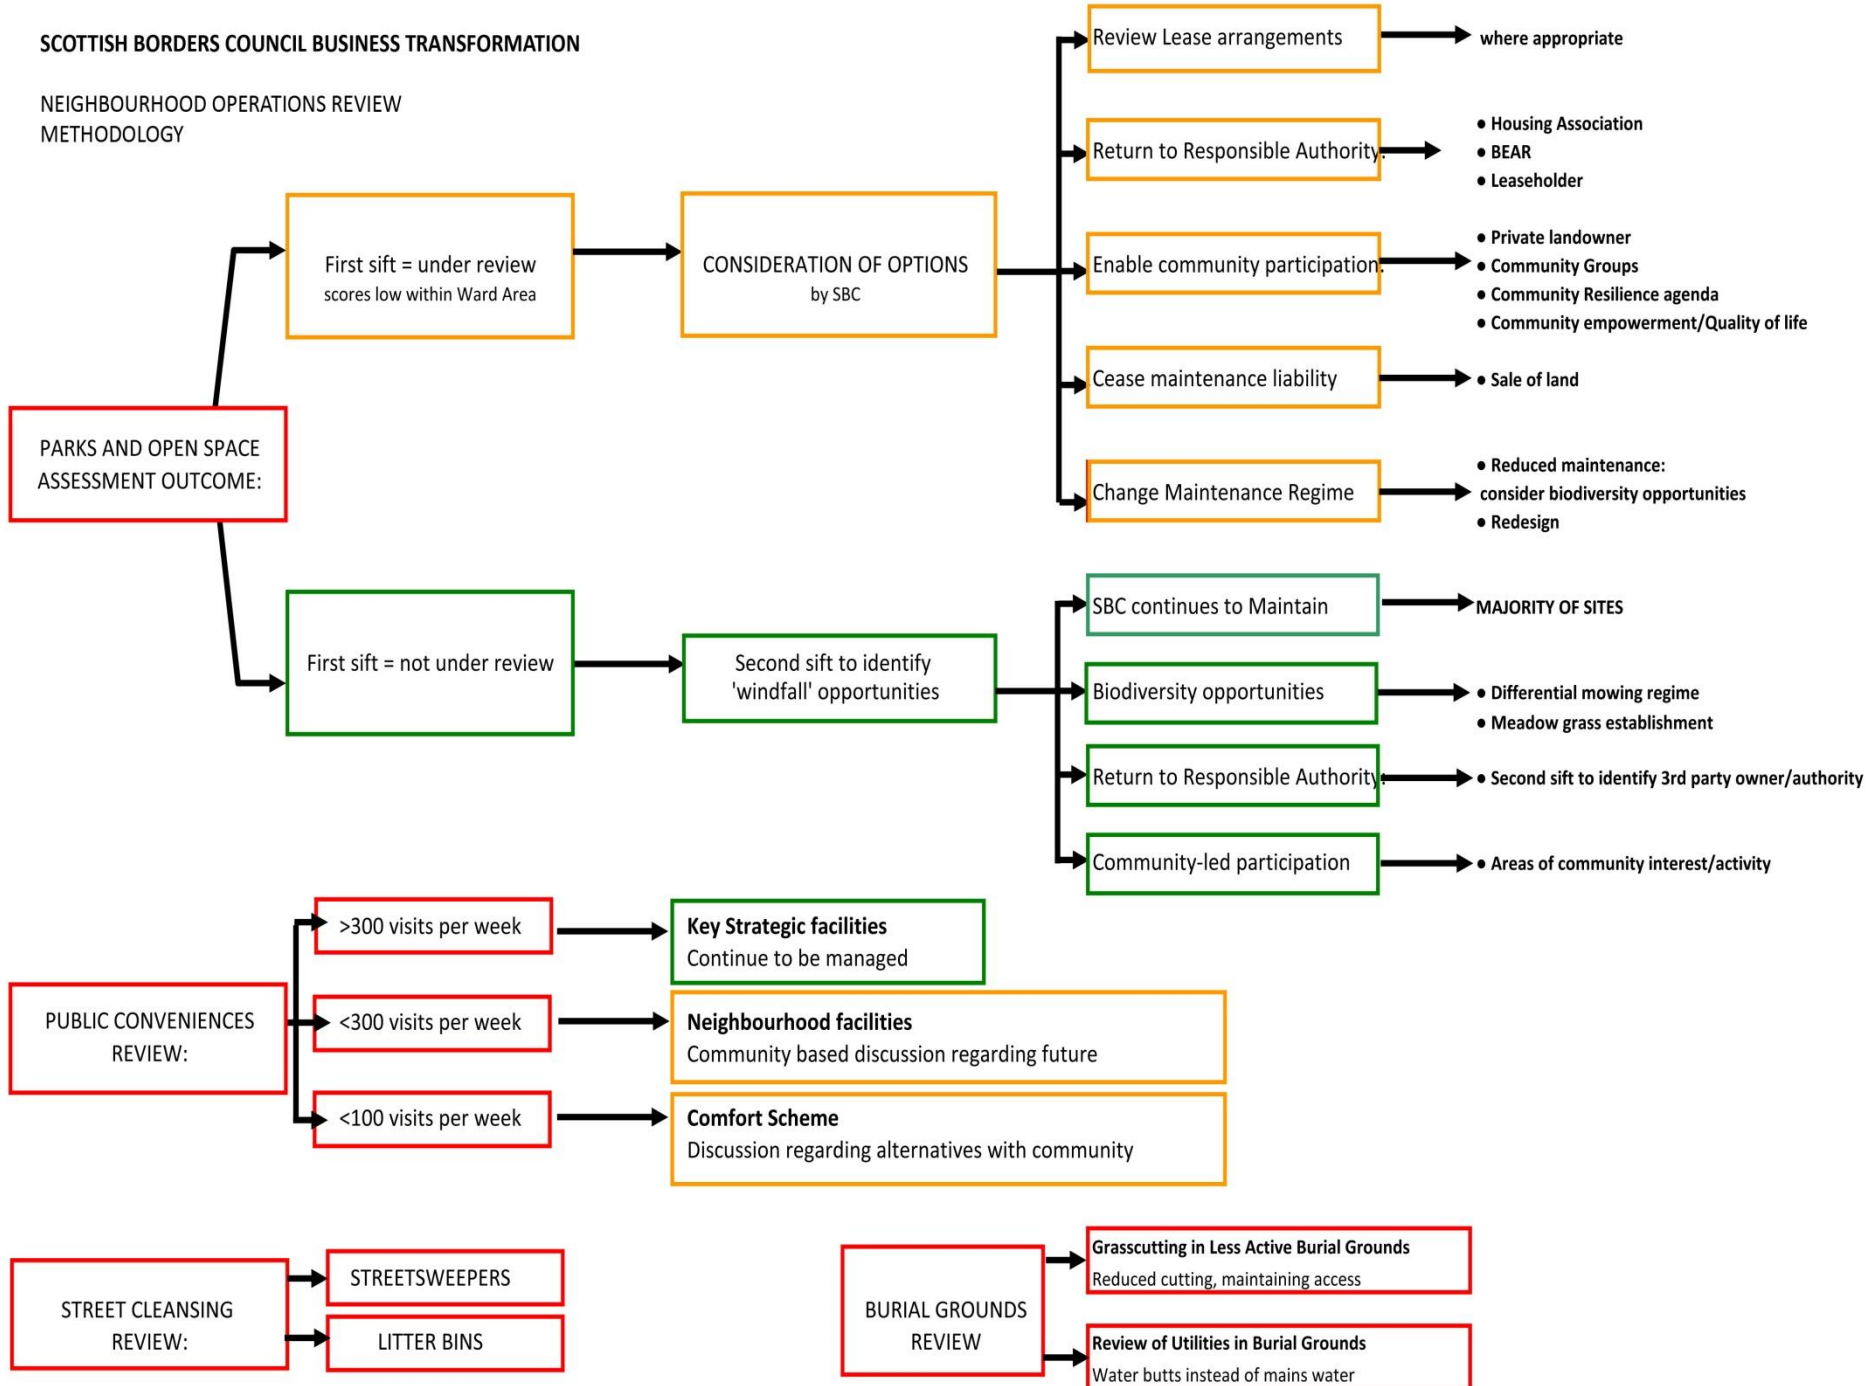 SCOTTISH BORDERS COUNCIL BUSINESS TRANSFORMATION
NEIGHBOURHOOD OPERATIONS REVIEW
METHODOLOGY
PARKS AND OPEN SPACE
ASSESSMENT OUTCOME:
First sift = under review
scores low within Ward Area
CONSIDERATION OF OPTIONS
by SBC
Review Lease arrangements
where appropriate
Return to Responsible Authority:
● Housing Association
● BEAR
● Leaseholder
Enable community participation:
● Private landowner
● Community Groups
● Community Resilience agenda
● Community empowerment/Quality of life
Cease maintenance liability
● Sale of land
Change Maintenance Regime
● Reduced maintenance:
consider biodiversity opportunities
● Redesign
First sift = not under review
Second sift to identify
'windfall' opportunities
SBC continues to Maintain
MAJORITY OF SITES
Biodiversity opportunities
● Differential mowing regime
● Meadow grass establishment
Return to Responsible Authority:
● Second sift to identify 3rd party owner/authority
Community-led participation
● Areas of community interest/activity
PUBLIC CONVENIENCES
REVIEW:
>300 visits per week
Key Strategic facilities
Continue to be managed
<300 visits per week
Neighbourhood facilities
Community based discussion regarding future
<100 visits per week
Comfort Scheme
Discussion regarding alternatives with community
STREET CLEANSING
REVIEW:
STREETSWEEPERS
LITTER BINS
BURIAL GROUNDS
REVIEW
Grasscutting in Less Active Burial Grounds
Reduced cutting, maintaining access
Review of Utilities in Burial Grounds
Water butts instead of mains water